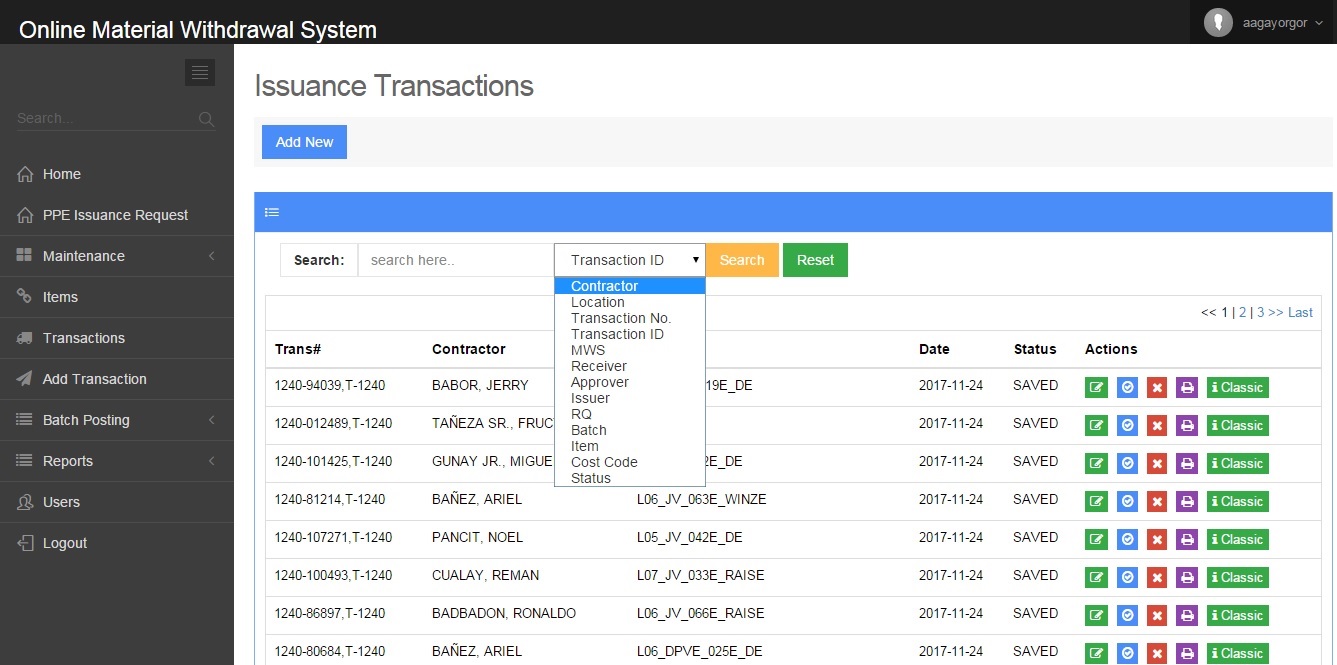 Online Material Withdrawal System
aagayorgor
Search...
Home
PPE Issuance Request
Maintenance
Items
Transactions
Add Transaction
Batch Posting
Reports
Users
Logout
Issuance Transactions
Add New
Search: search here.. Transaction ID Search Reset
Contractor
Location
Transaction No.
Transaction ID
MWS
Receiver
Approver
Issuer
RQ
Batch
Item
Cost Code
Status
<< 1 | 2 | 3 >> Last
Trans# Contractor Date Status Actions
1240-94039,T-1240 BABOR, JERRY 19E_DE 2017-11-24 SAVED Classic
1240-012489,T-1240 TAÑEZA SR., FRUC 2017-11-24 SAVED Classic
1240-101425,T-1240 GUNAY JR., MIGUE 2E_DE 2017-11-24 SAVED Classic
1240-81214,T-1240 BAÑEZ, ARIEL L06_JV_063E_WINZE 2017-11-24 SAVED Classic
1240-107271,T-1240 PANCIT, NOEL L05_JV_042E_DE 2017-11-24 SAVED Classic
1240-100493,T-1240 CUALAY, REMAN L07_JV_033E_RAISE 2017-11-24 SAVED Classic
1240-86897,T-1240 BADBADON, RONALDO L06_JV_066E_RAISE 2017-11-24 SAVED Classic
1240-80684,T-1240 BAÑEZ, ARIEL L06_DPVE_025E_DE 2017-11-24 SAVED Classic